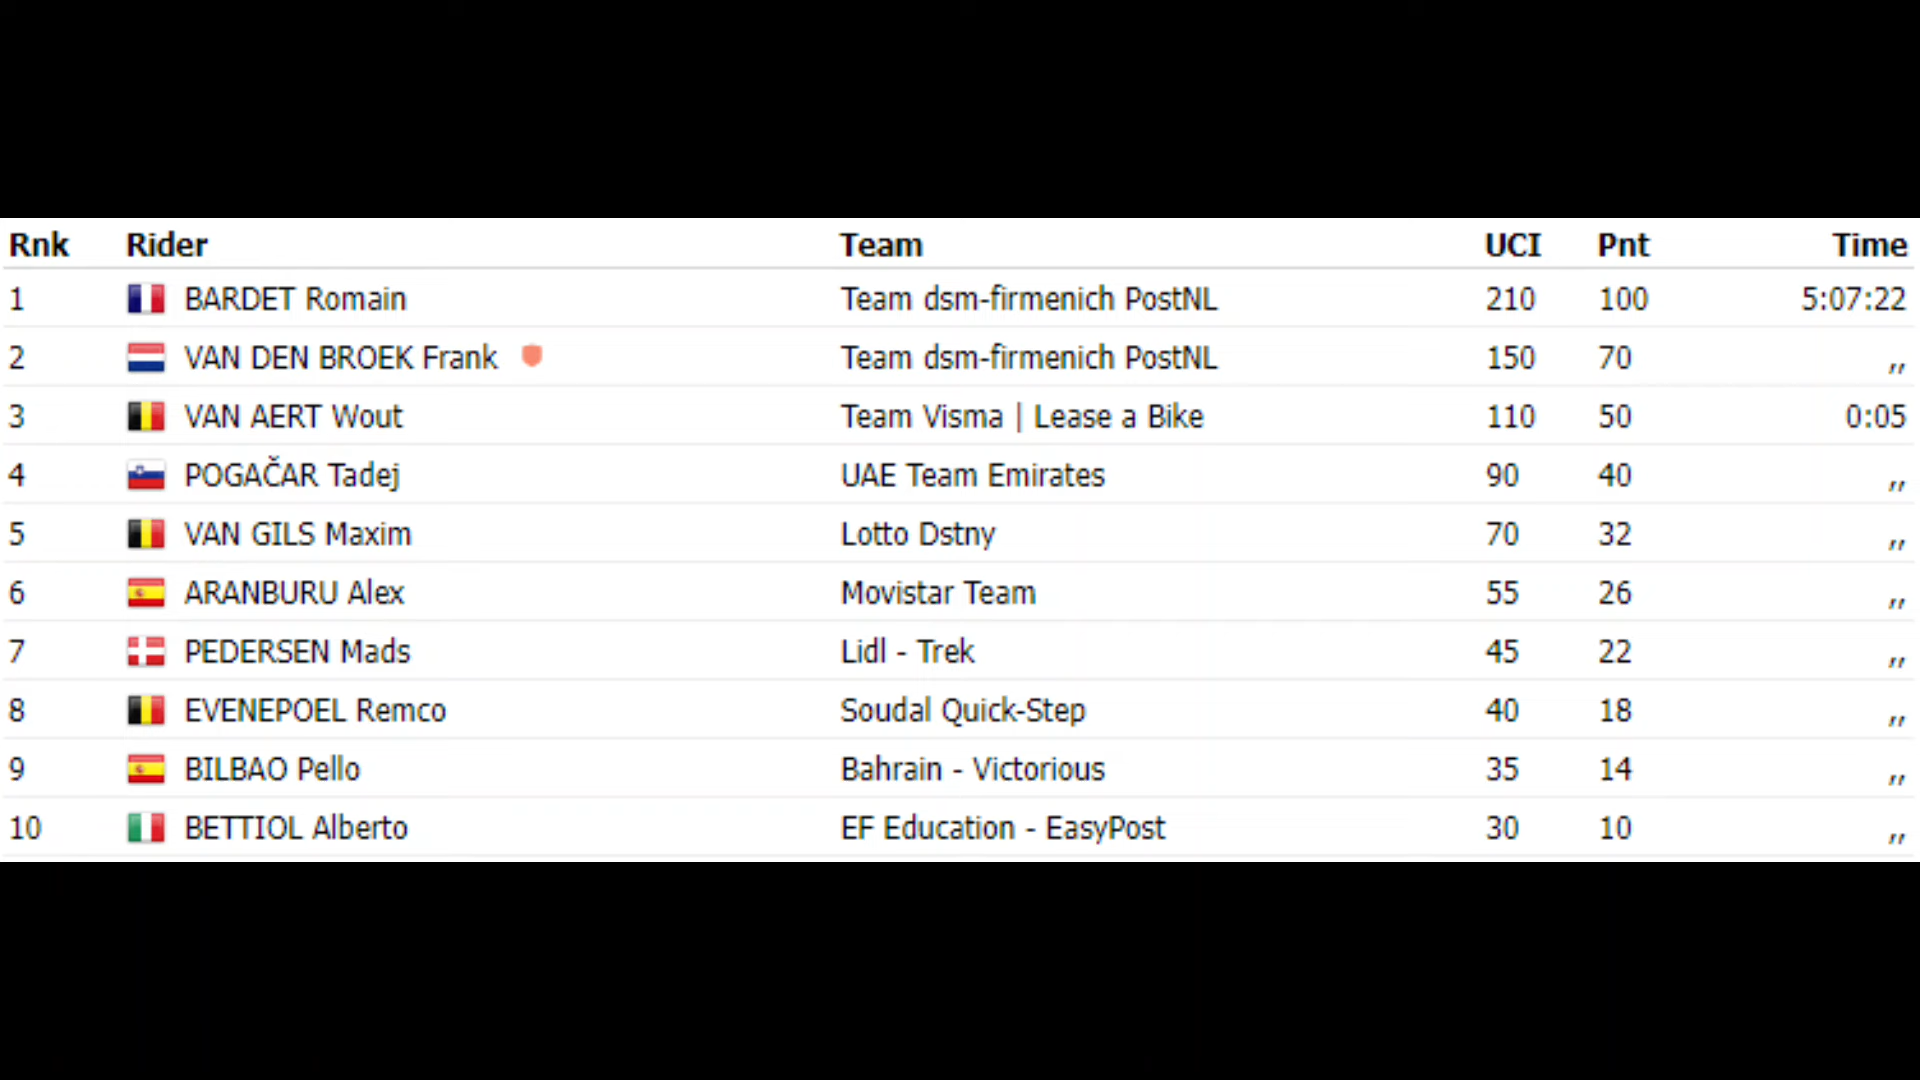 Rnk Rider Team UCI Pnt Time
1 BARDET Romain Team dsm-firmenich PostNL 210 100 5:07:22
2 VAN DEN BROEK Frank Team dsm-firmenich PostNL 150 70 ,,
3 VAN AERT Wout Team Visma | Lease a Bike 110 50 0:05
4 POGAČAR Tadej UAE Team Emirates 90 40 ,,
5 VAN GILS Maxim Lotto Dstny 70 32 ,,
6 ARANBURU Alex Movistar Team 55 26 ,,
7 PEDERSEN Mads Lidl - Trek 45 22 ,,
8 EVENEPOEL Remco Soudal Quick-Step 40 18 ,,
9 BILBAO Pello Bahrain - Victorious 35 14 ,,
10 BETTIOL Alberto EF Education - EasyPost 30 10 ,,